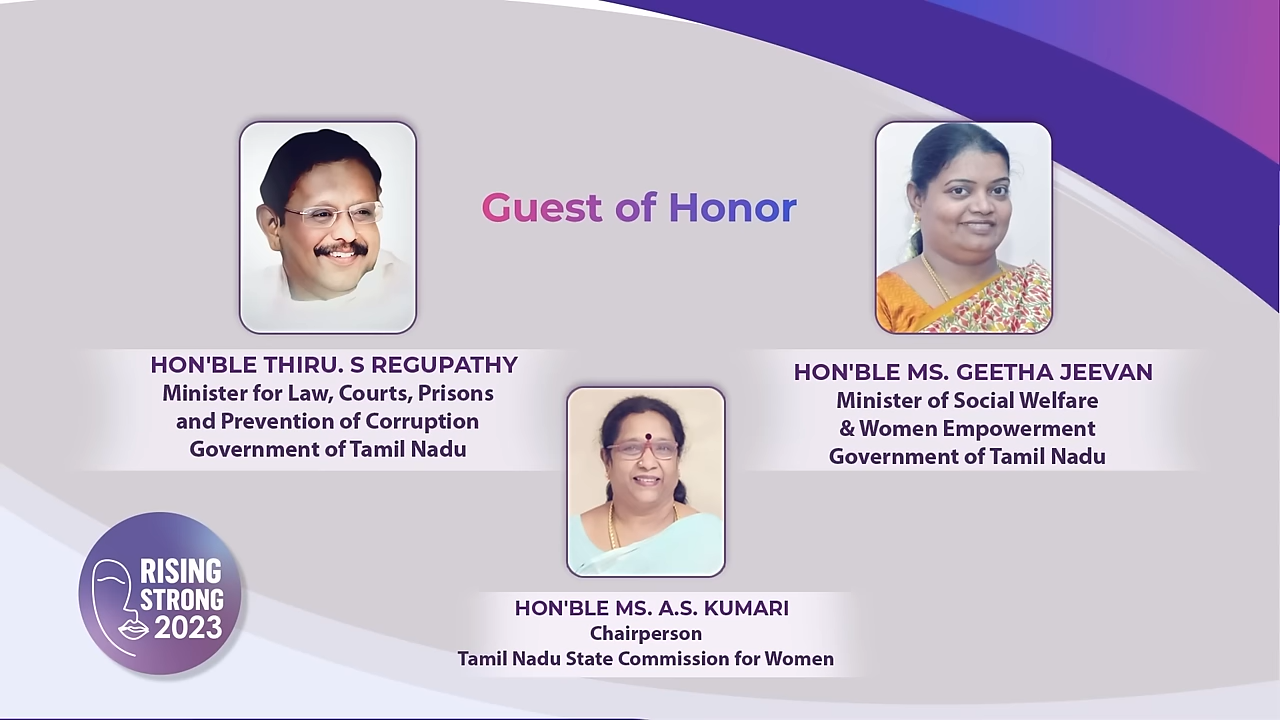 Guest of Honor
HON'BLE THIRU. S REGUPATHY
Minister for Law, Courts, Prisons
and Prevention of Corruption
Government of Tamil Nadu
HON'BLE MS. GEETHA JEEVAN
Minister of Social Welfare
& Women Empowerment
Government of Tamil Nadu
HON'BLE MS. A.S. KUMARI
Chairperson
Tamil Nadu State Commission for Women
RISING
STRONG
2023